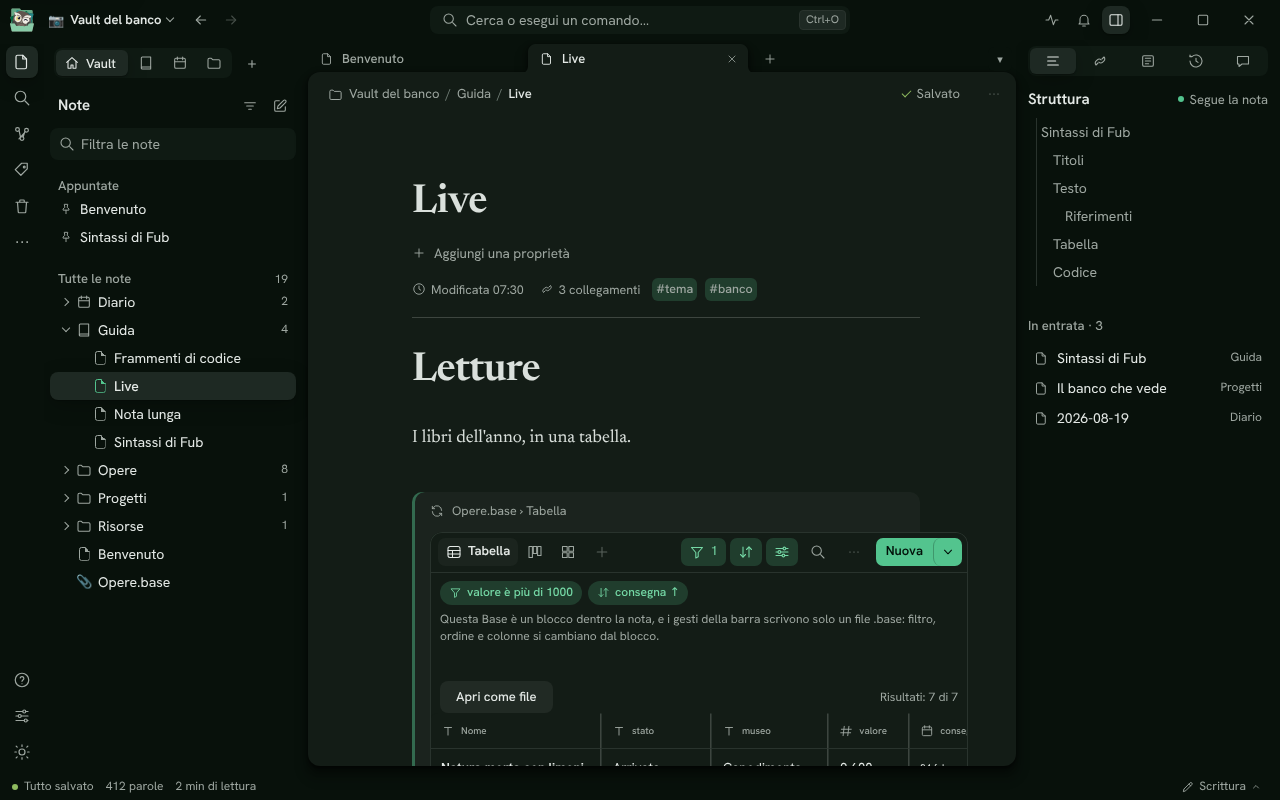 Vault del banco
Cerca o esegui un comando...
Ctrl+O
Vault
Note
Filtra le note
Appuntate
Benvenuto
Sintassi di Fub
Tutte le note 19
Diario 2
Guida 4
Frammenti di codice
Live
Nota lunga
Sintassi di Fub
Opere 8
Progetti 1
Risorse 1
Benvenuto
Opere.base
Tutto salvato 412 parole 2 min di lettura
Benvenuto
Live
Vault del banco / Guida / Live
Salvato
Live
Aggiungi una proprietà
Modificata 07:30 3 collegamenti #tema #banco
Letture
I libri dell'anno, in una tabella.
Opere.base › Tabella
Tabella
1
Nuova
valore è più di 1000 consegna ↑
Questa Base è un blocco dentro la nota, e i gesti della barra scrivono solo un file .base: filtro,
ordine e colonne si cambiano dal blocco.
Apri come file
Risultati: 7 di 7
Nome stato museo valore conse
Struttura
Segue la nota
Sintassi di Fub
Titoli
Testo
Riferimenti
Tabella
Codice
In entrata · 3
Sintassi di Fub Guida
Il banco che vede Progetti
2026-08-19 Diario
Scrittura